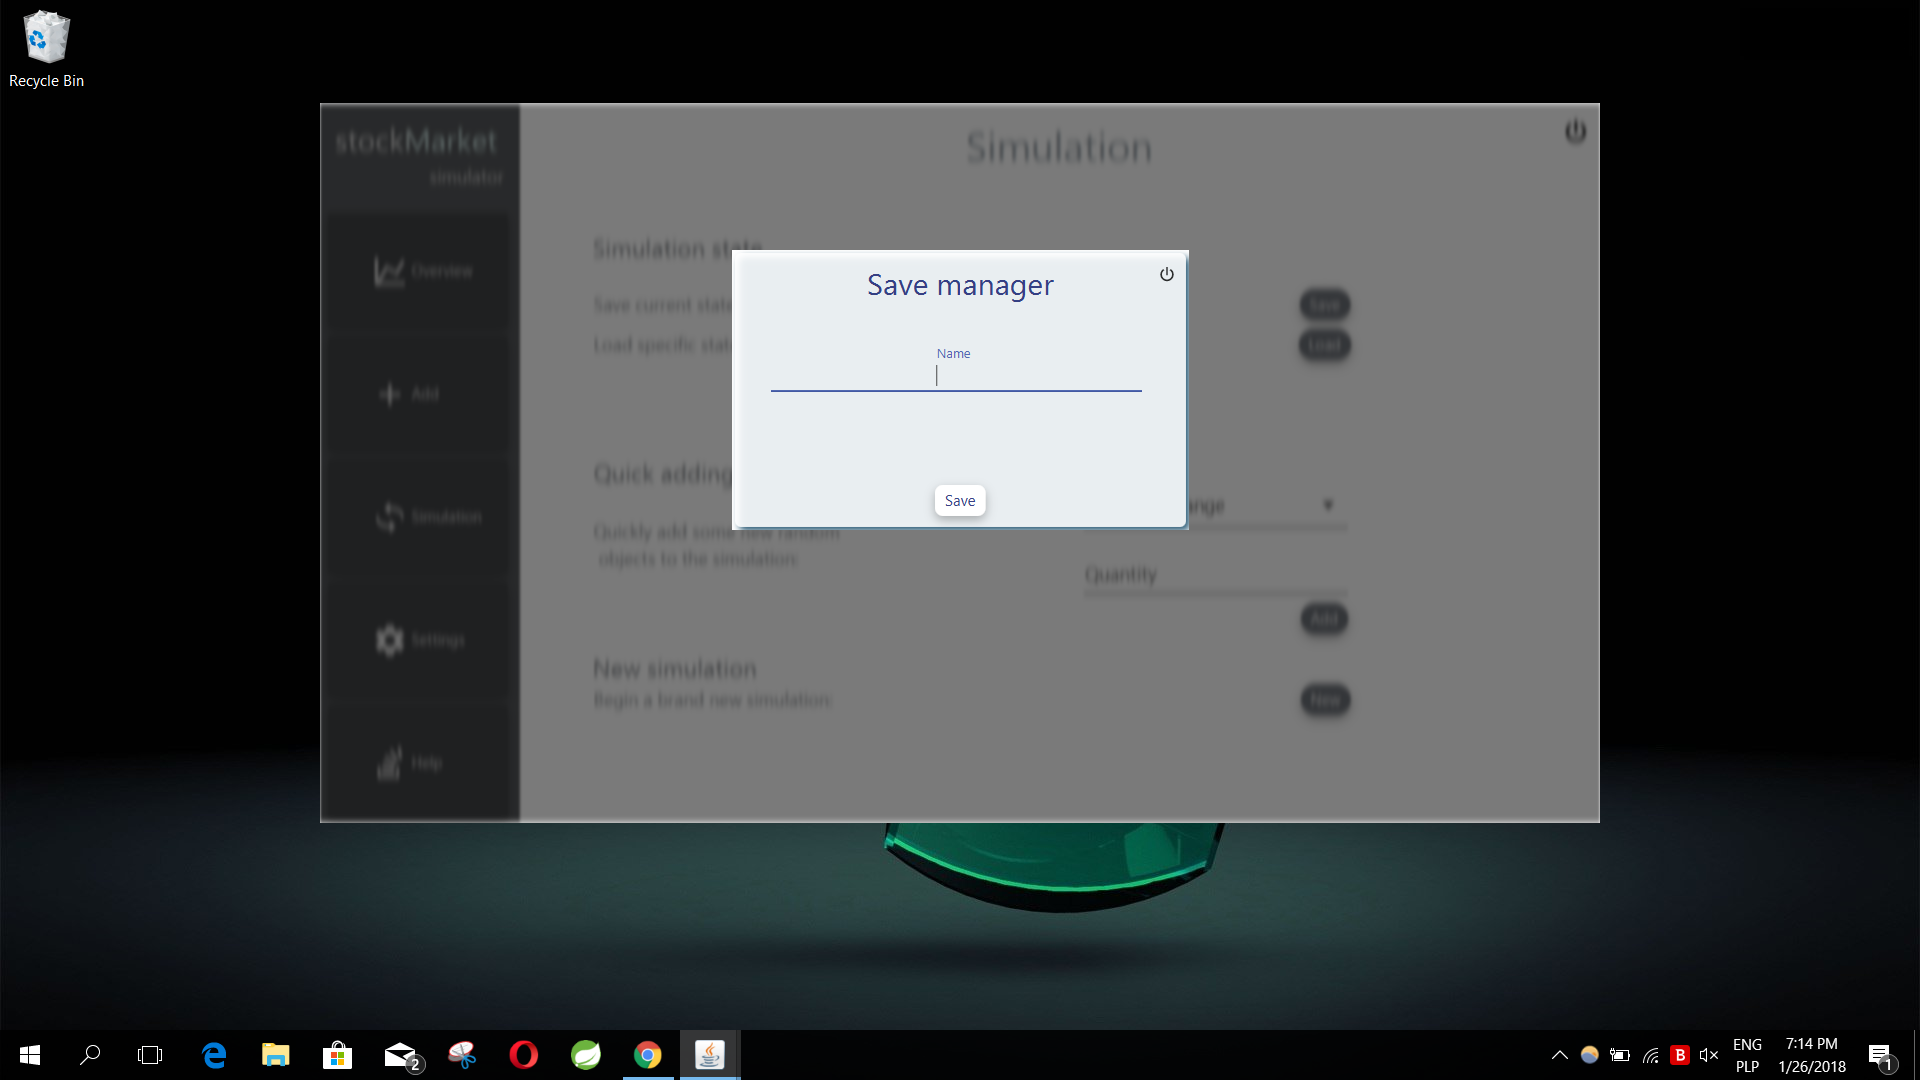 Recycle Bin
stockMarket
simulator
Simulation
Overview
Add
Simulation
Settings
Help
Simulation state
Save current state
Save
Load specific stat
Load
Save manager
Name
Save
Quick adding
Quickly add some new random
objects to the simulation:
ange
Quantity
Add
New simulation
Begin a brand new simulation:
New
2
B
ENG
PLP
7:14 PM
1/26/2018
1